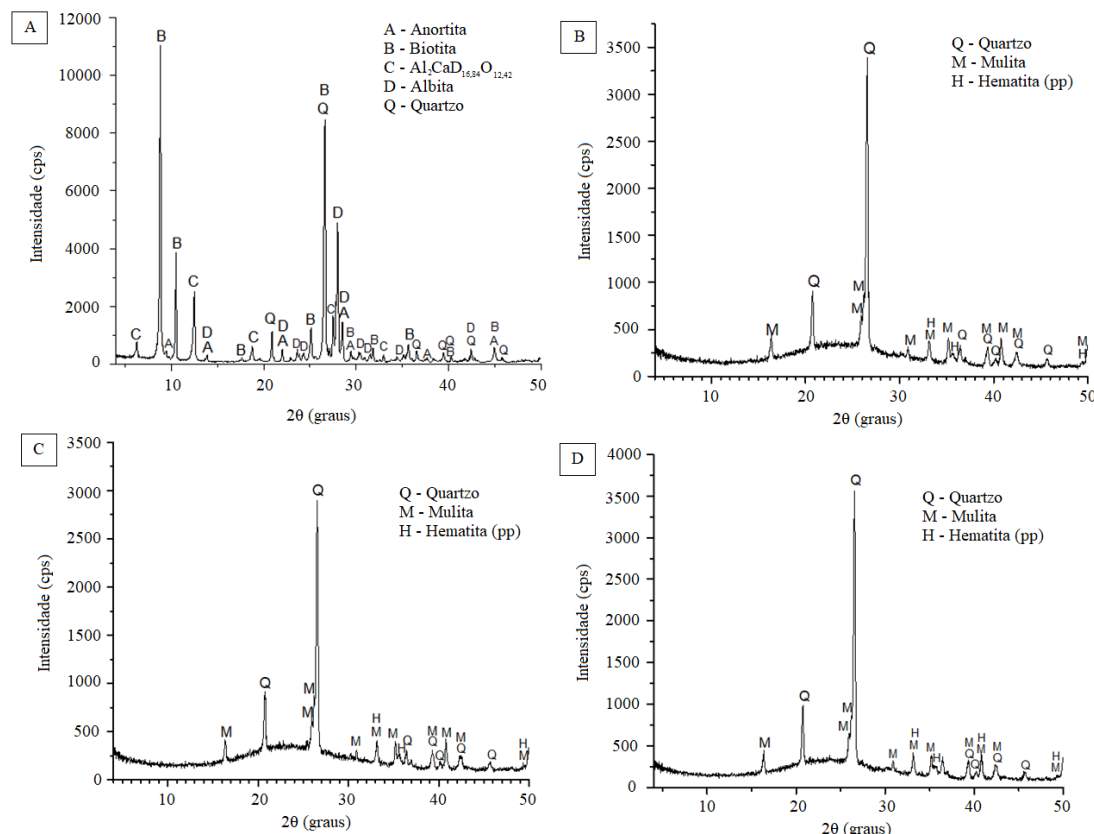 A
12000
10000
8000
6000
4000
2000
0
Intensidade (cps)
10
20
30
40
50
2θ (graus)
A - Anortita
B - Biotita
C - Al₂CaD₁₆,₈₄O₁₂,₄₂
D - Albita
Q - Quartzo
B
B
Q
B
D
C
C
A
D
A
B
C
Q
D
A
D
D
B
C
D
A
B
A
D
D
B
C
D
B
Q
A
Q
Q
B
D
Q
B
A
Q
B
3500
3000
2500
2000
1500
1000
500
0
Intensidade (cps)
10
20
30
40
50
2θ (graus)
Q - Quartzo
M - Mulita
H - Hematita (pp)
Q
Q
M
M
M
M
H
M
M
H
Q
M
Q
Q
M
M
Q
M
H
C
3500
3000
2500
2000
1500
1000
500
0
Intensidade (cps)
10
20
30
40
50
2θ (graus)
Q - Quartzo
M - Mulita
H - Hematita (pp)
Q
Q
M
M
M
M
H
M
M
H
Q
M
Q
Q
M
M
Q
Q
H
M
D
4000
3500
3000
2500
2000
1500
1000
500
0
Intensidade (cps)
10
20
30
40
50
2θ (graus)
Q - Quartzo
M - Mulita
H - Hematita (pp)
Q
Q
M
M
M
M
H
M
M
H
M
Q
Q
H
M
M
Q
Q
H
M